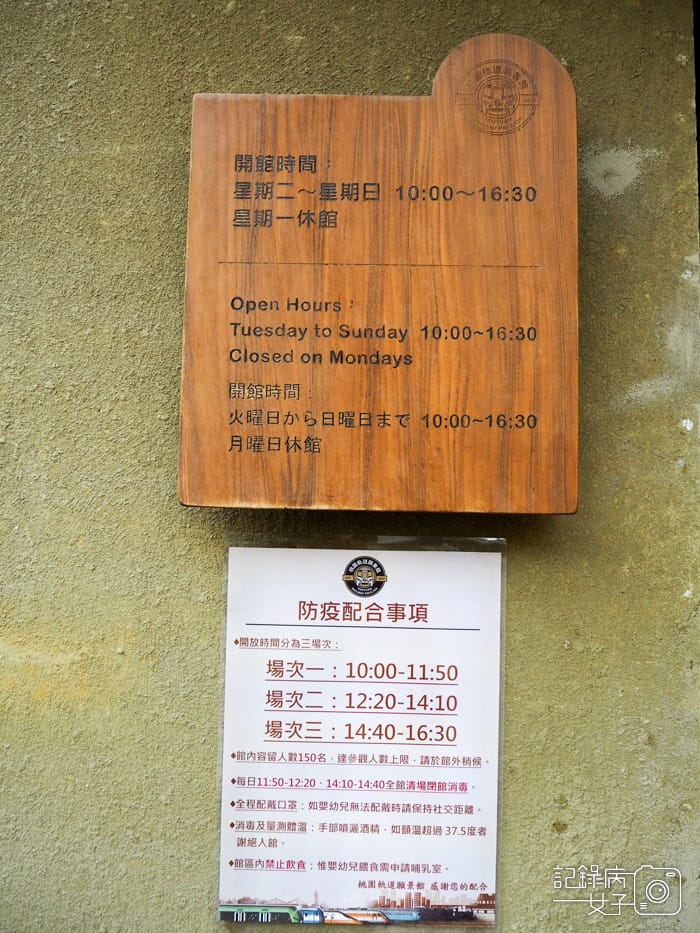 開館時間：
星期二～星期日 10:00～16:30
星期一休館
Open Hours：
Tuesday to Sunday 10:00~16:30
Closed on Mondays
開館時間：
火曜日から日曜日まで 10:00~16:30
月曜日休館
防疫配合事項
♦開放時間分為三場次：
場次一：10:00-11:50
場次二：12:20-14:10
場次三：14:40-16:30
♦館內容留人數150名，達參觀人數上限，請於館外稍候。
♦每日11:50-12:20、14:10-14:40全館清場閉館消毒。
♦全程配戴口罩：如嬰幼兒無法配戴時請保持社交距離。
♦消毒及量測體溫：手部噴灑酒精，如額溫超過 37.5度者
謝絕入館。
♦館區內禁止飲食：惟嬰幼兒餵食需申請哺乳室。
桃園軌道願景館 感謝您的配合
記錄病
女子